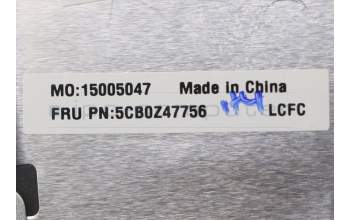 MO:15005047 Made in China
FRU PN:5CB0Z47756 LCFC